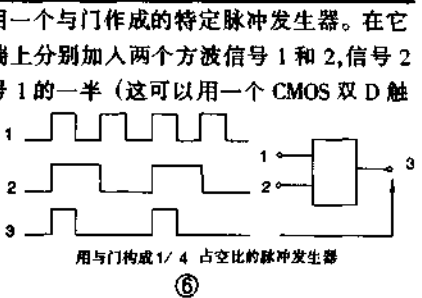 用一个与门作成的特定脉冲发生器。在它
端上分别加人两个方波信号 1 和 2,信号 2
号 1 的一半（这可以用一个 CMOS 双 D 触
1
2
3
1
2
3
用与门构成1/ 4 占空比的脉冲发生器
⑥